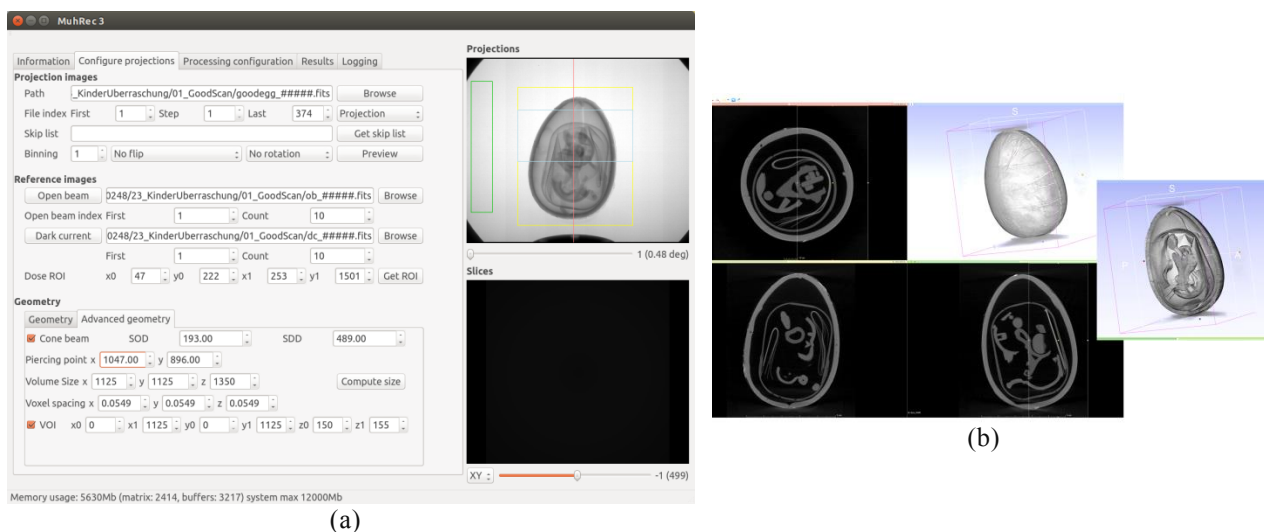 MuhRec 3
Information Configure projections Processing configuration Results Logging
Projection images
Path _KinderUberraschung/01_GoodScan/goodegg_#####.fits Browse
File index First 1 Step 1 Last 374 Projection
Skip list Get skip list
Binning 1 No flip No rotation Preview
Reference images
Open beam 0248/23_KinderUberraschung/01_GoodScan/ob_#####.fits Browse
Open beam index First 1 Count 10
Dark current 0248/23_KinderUberraschung/01_GoodScan/dc_#####.fits Browse
First 1 Count 10
Dose ROI x0 47 y0 222 x1 253 y1 1501 Get ROI
Geometry
Geometry Advanced geometry
Cone beam SOD 193.00 SDD 489.00
Piercing point x 1047.00 y 896.00
Volume Size x 1125 y 1125 z 1350 Compute size
Voxel spacing x 0.0549 y 0.0549 z 0.0549
VOI x0 0 x1 1125 y0 0 y1 1125 z0 150 z1 155
Memory usage: 5630Mb (matrix: 2414, buffers: 3217) system max 12000Mb
Projections
1 (0.48 deg)
Slices
XY -1 (499)
(a)
S
S
(b)